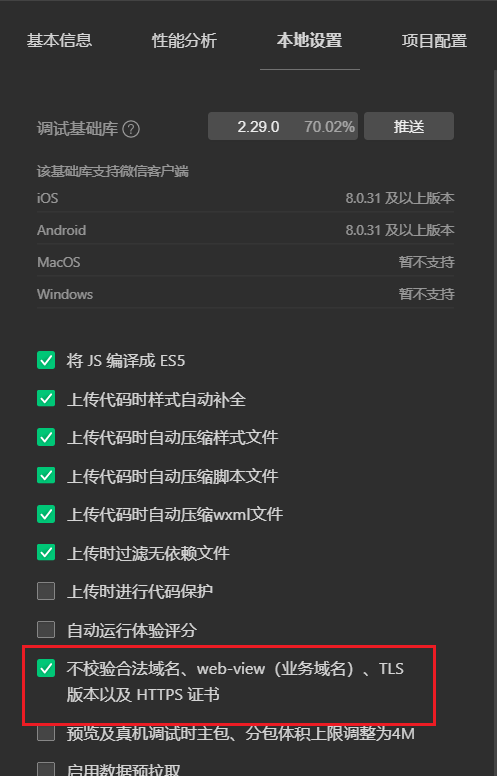 基本信息 性能分析 本地设置 项目配置
调试基础库 ? 2.29.0 70.02% 推送
该基础库支持微信客户端
iOS 8.0.31 及以上版本
Android 8.0.31 及以上版本
MacOS 暂不支持
Windows 暂不支持
将 JS 编译成 ES5
上传代码时样式自动补全
上传代码时自动压缩样式文件
上传代码时自动压缩脚本文件
上传代码时自动压缩wxml文件
上传时过滤无依赖文件
上传时进行代码保护
自动运行体验评分
不校验合法域名、web-view（业务域名）、TLS
版本以及 HTTPS 证书
预览及真机调试时主包、分包体积上限调整为4M
启用数据预拉取